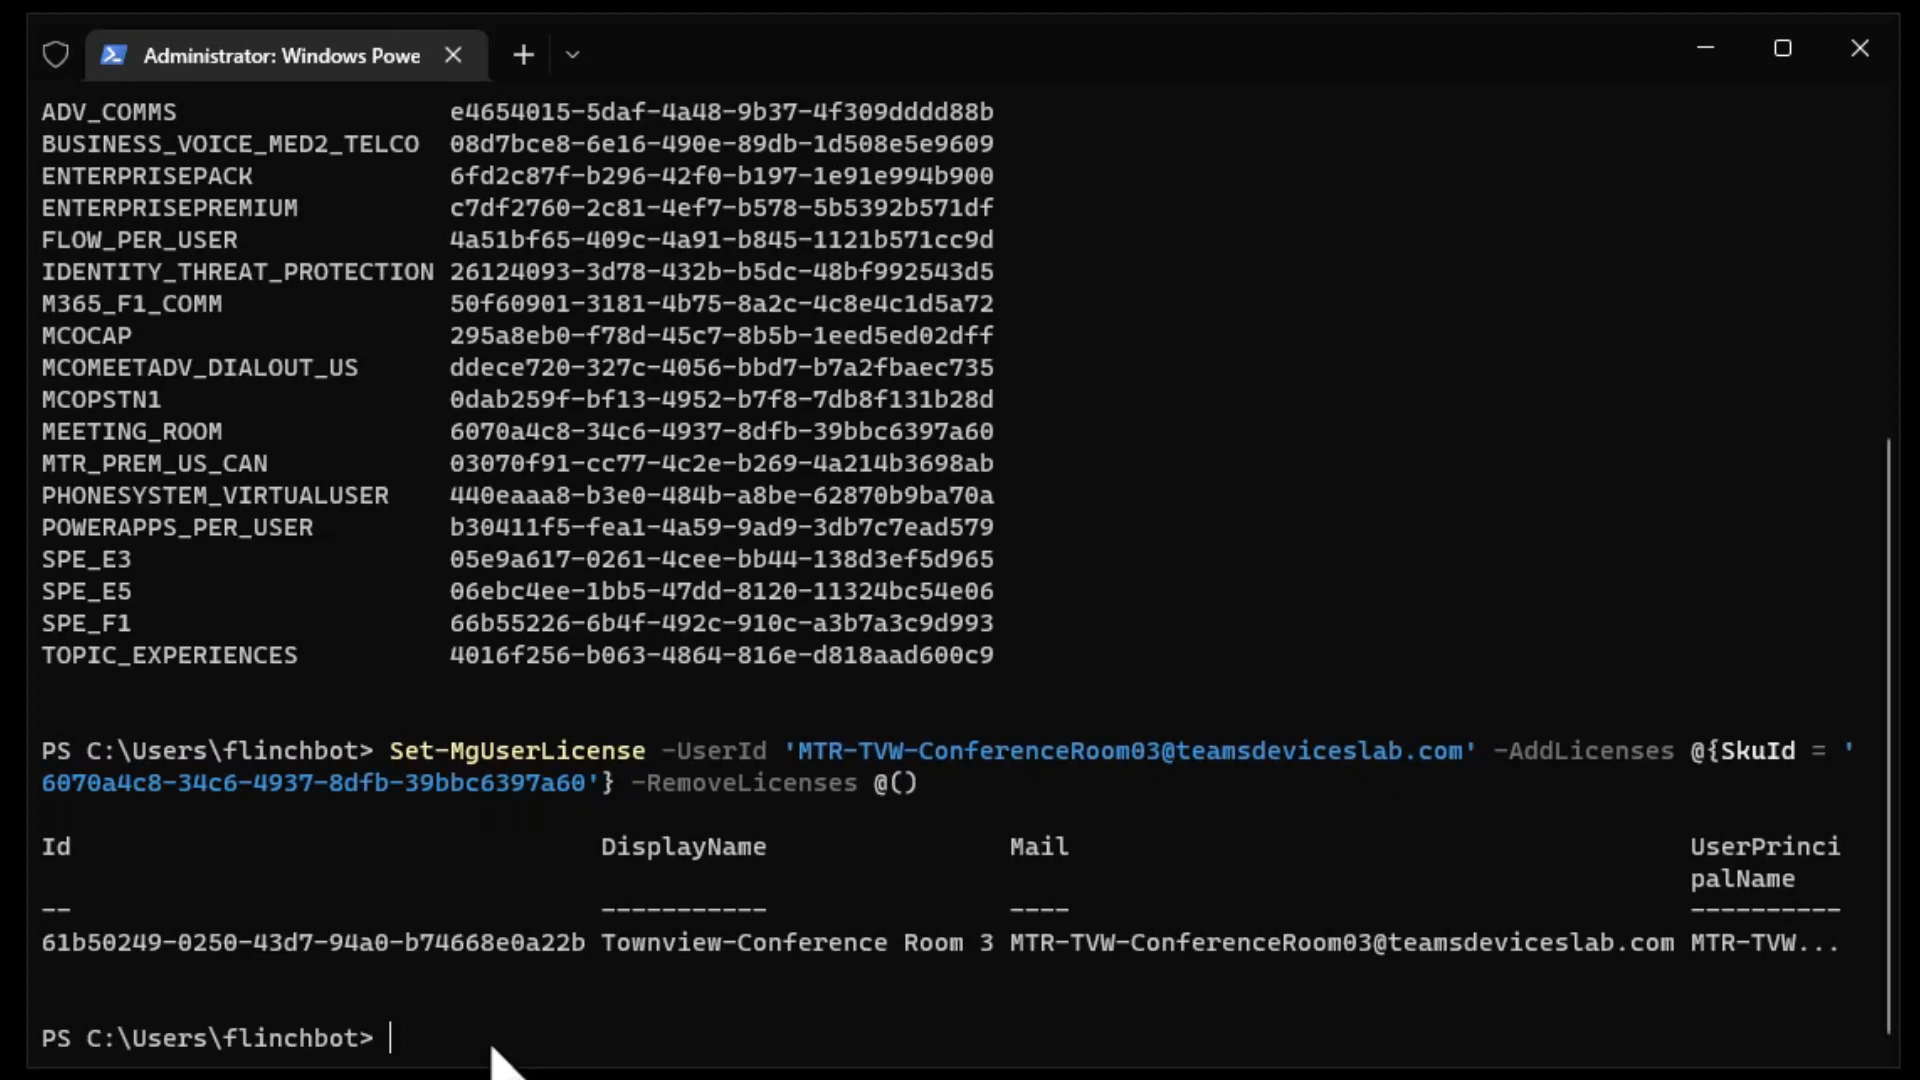 Administrator: Windows Powe
ADV_COMMS e4654015-5daf-4a48-9b37-4f309dddd88b
BUSINESS_VOICE_MED2_TELCO 08d7bce8-6e16-490e-89db-1d508e5e9609
ENTERPRISEPACK 6fd2c87f-b296-42f0-b197-1e91e994b900
ENTERPRISEPREMIUM c7df2760-2c81-4ef7-b578-5b5392b571df
FLOW_PER_USER 4a51bf65-409c-4a91-b845-1121b571cc9d
IDENTITY_THREAT_PROTECTION 26124093-3d78-432b-b5dc-48bf992543d5
M365_F1_COMM 50f60901-3181-4b75-8a2c-4c8e4c1d5a72
MCOCAP 295a8eb0-f78d-45c7-8b5b-1eed5ed02dff
MCOMEETADV_DIALOUT_US ddece720-327c-4056-bbd7-b7a2fbaec735
MCOPSTN1 0dab259f-bf13-4952-b7f8-7db8f131b28d
MEETING_ROOM 6070a4c8-34c6-4937-8dfb-39bbc6397a60
MTR_PREM_US_CAN 03070f91-cc77-4c2e-b269-4a214b3698ab
PHONESYSTEM_VIRTUALUSER 440eaaa8-b3e0-484b-a8be-62870b9ba70a
POWERAPPS_PER_USER b30411f5-fea1-4a59-9ad9-3db7c7ead579
SPE_E3 05e9a617-0261-4cee-bb44-138d3ef5d965
SPE_E5 06ebc4ee-1bb5-47dd-8120-11324bc54e06
SPE_F1 66b55226-6b4f-492c-910c-a3b7a3c9d993
TOPIC_EXPERIENCES 4016f256-b063-4864-816e-d818aad600c9
PS C:\Users\flinchbot> Set-MgUserLicense -UserId 'MTR-TVW-ConferenceRoom03@teamsdeviceslab.com' -AddLicenses @{SkuId = '
6070a4c8-34c6-4937-8dfb-39bbc6397a60'} -RemoveLicenses @()
Id DisplayName Mail UserPrinci
palName
-- ----------- ---- ----------
61b50249-0250-43d7-94a0-b74668e0a22b Townview-Conference Room 3 MTR-TVW-ConferenceRoom03@teamsdeviceslab.com MTR-TVW...
PS C:\Users\flinchbot>